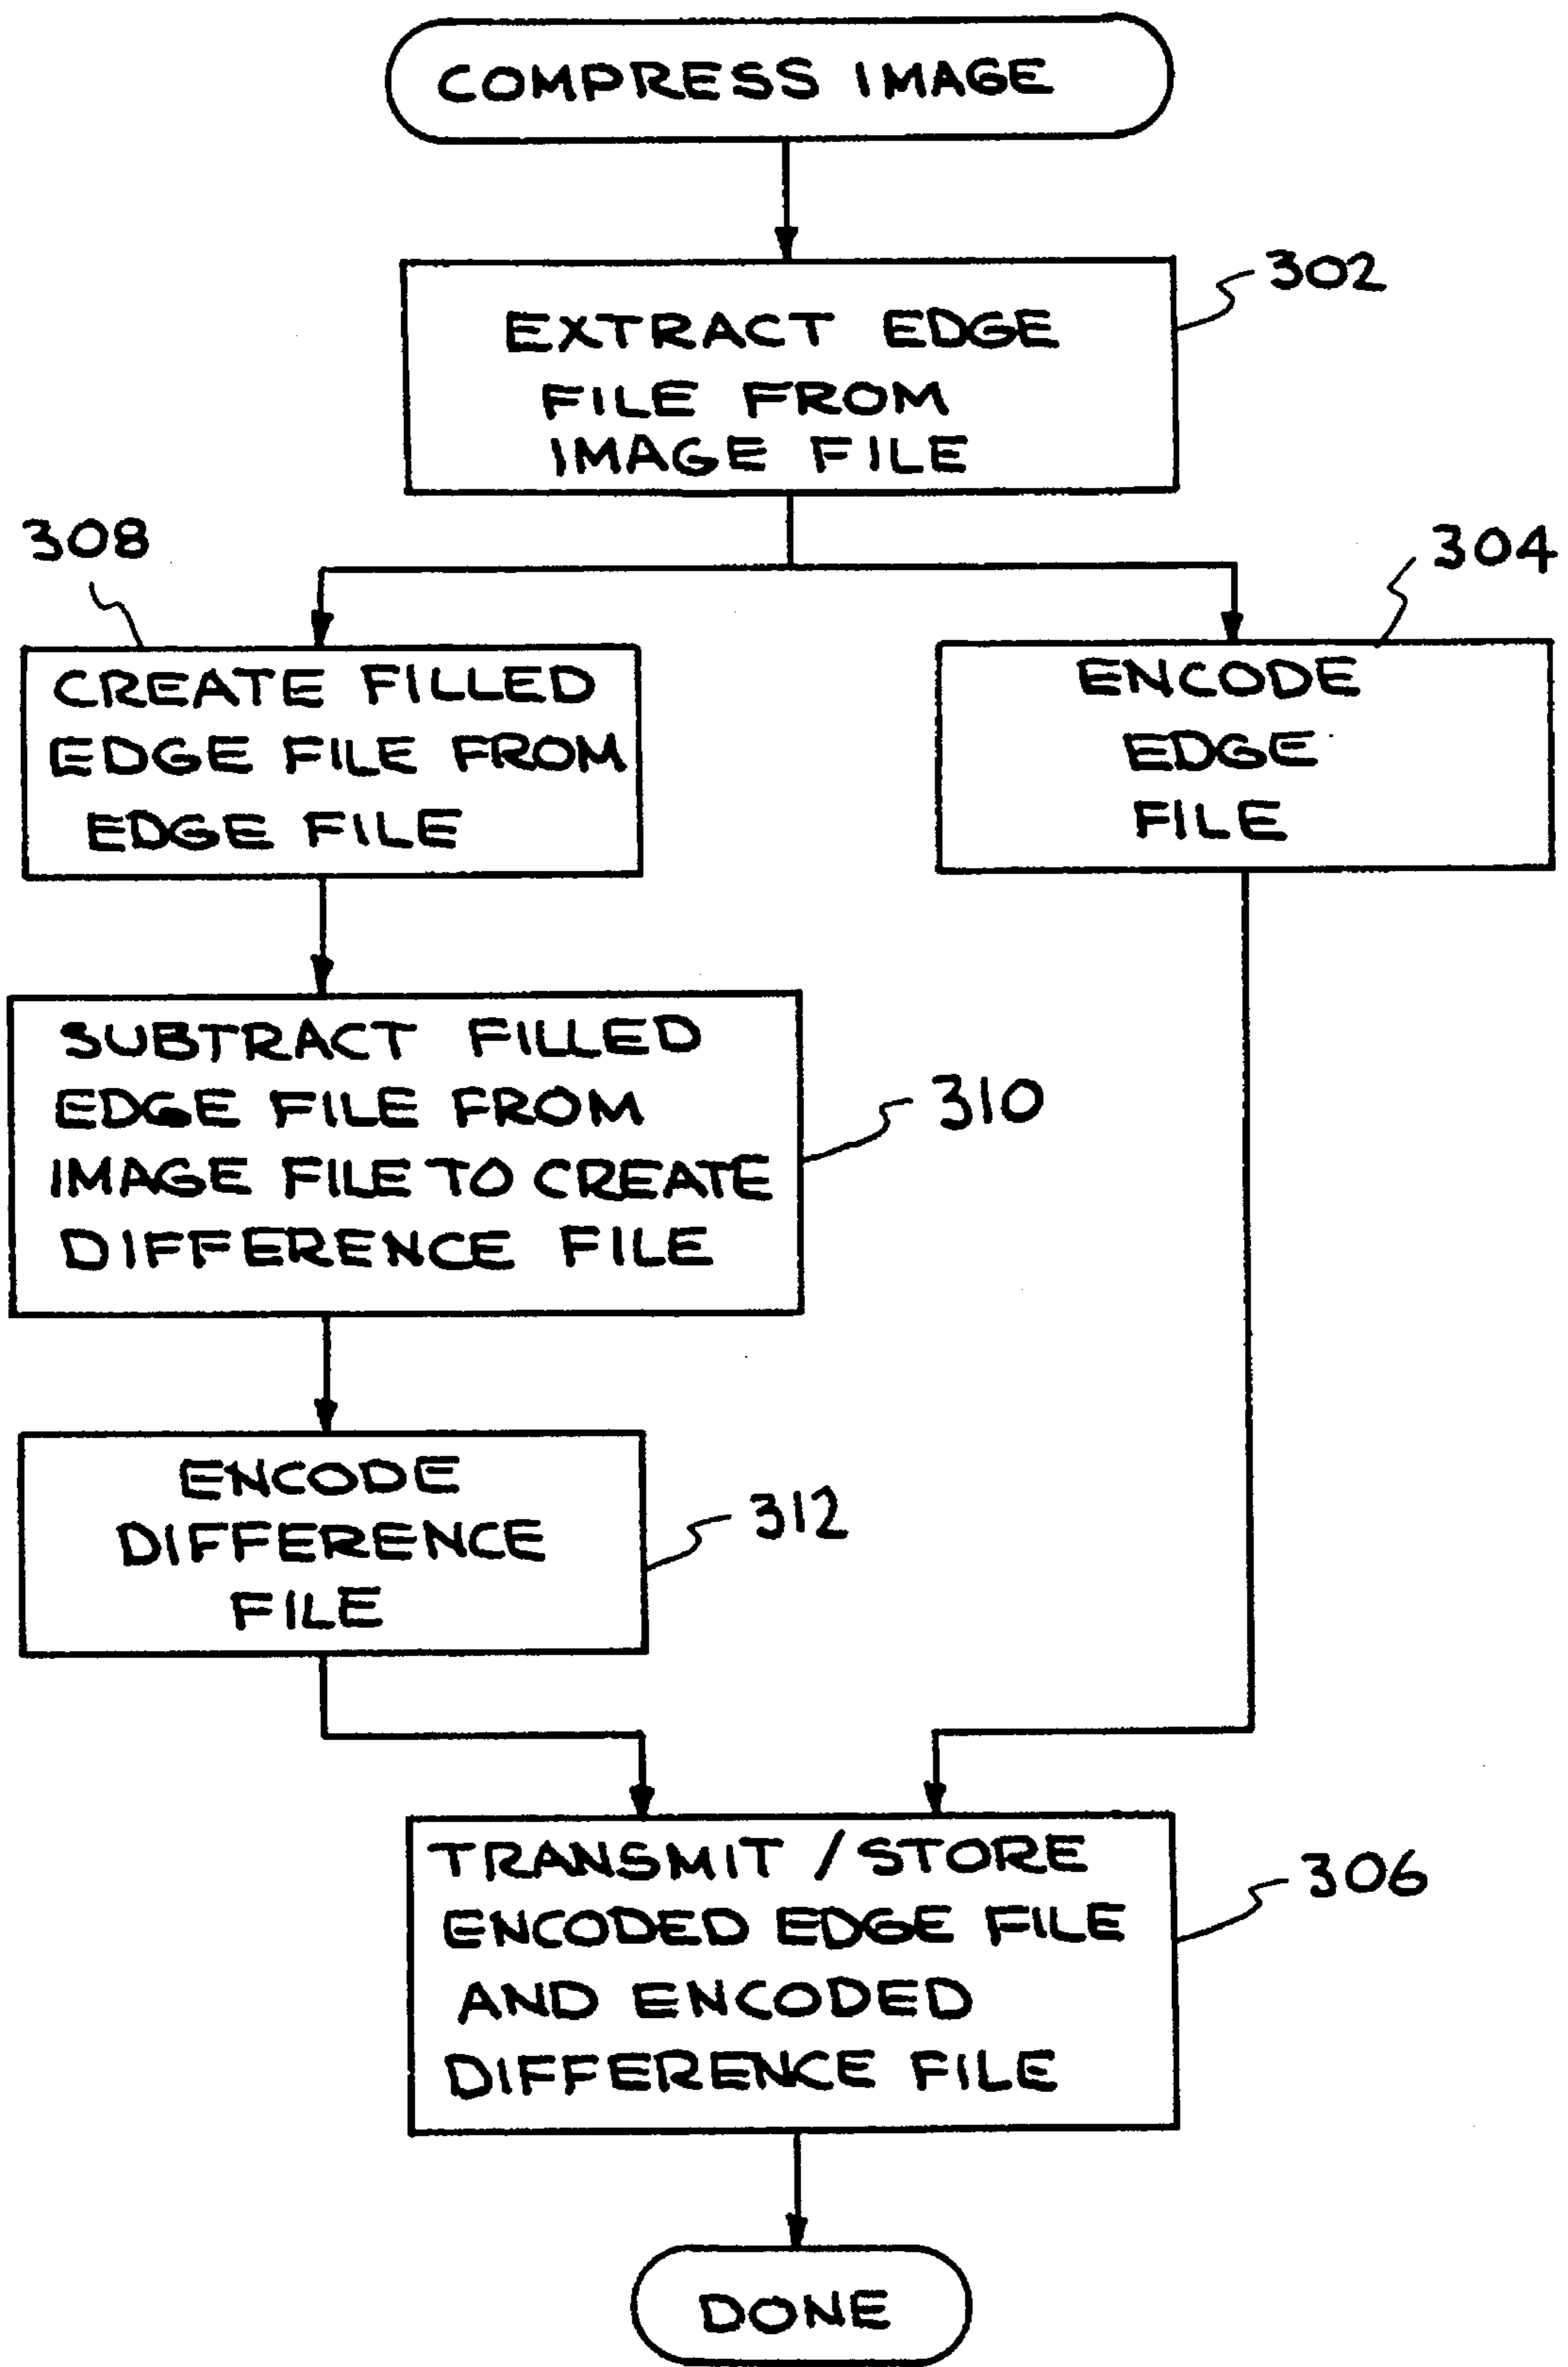 COMPRESS IMAGE
302
EXTRACT EDGE
FILE FROM
IMAGE FILE
308
304
CREATE FILLED
EDGE FILE FROM
EDGE FILE
ENCODE
EDGE
FILE
SUBTRACT FILLED
EDGE FILE FROM
IMAGE FILE TO CREATE
DIFFERENCE FILE
310
ENCODE
DIFFERENCE
FILE
312
TRANSMIT / STORE
ENCODED EDGE FILE
AND ENCODED
DIFFERENCE FILE
306
DONE